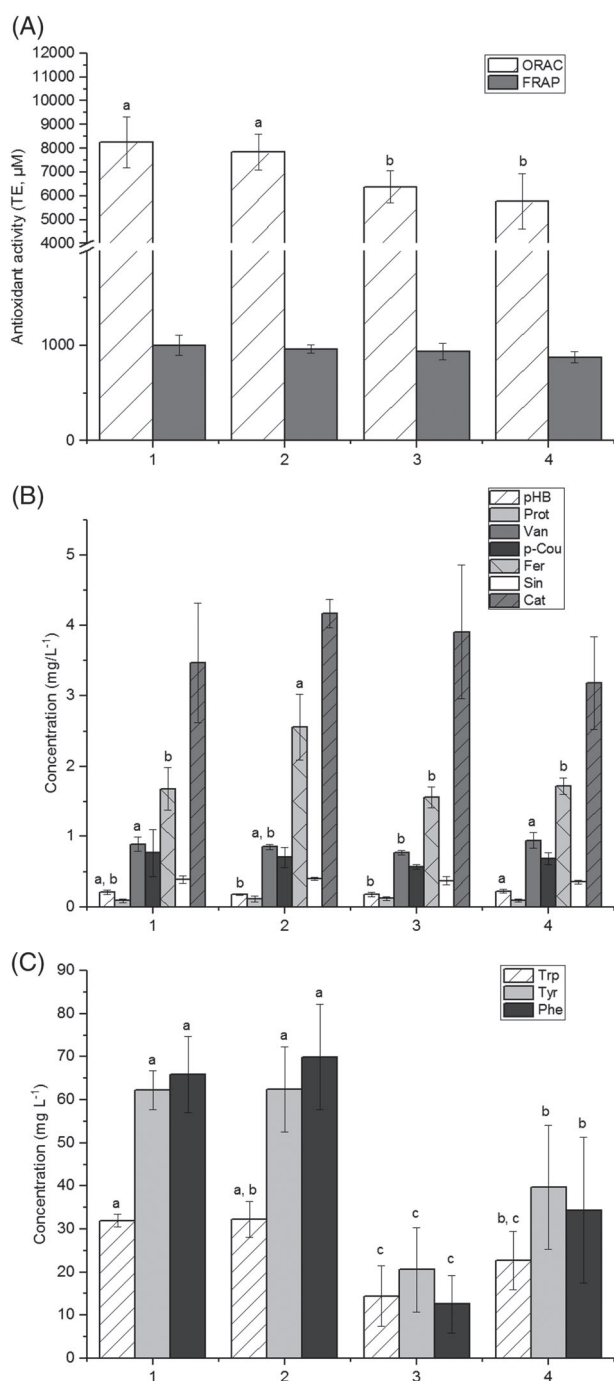 (A)
ORAC
FRAP
Antioxidant activity (TE, µM)
12000
11000
10000
9000
8000
7000
6000
5000
4000
1000
0
a
a
b
b
1 2 3 4
(B)
pHB
Prot
Van
p-Cou
Fer
Sin
Cat
Concentration (mg/L-1)
5
4
3
2
1
0
a, b
a
b
b
a, b
a
b
b
b
a
a
b
1 2 3 4
(C)
Trp
Tyr
Phe
Concentration (mg L-1)
90
80
70
60
50
40
30
20
10
0
a
a
a
a, b
a
a
c
c
c
b, c
b
b
1 2 3 4